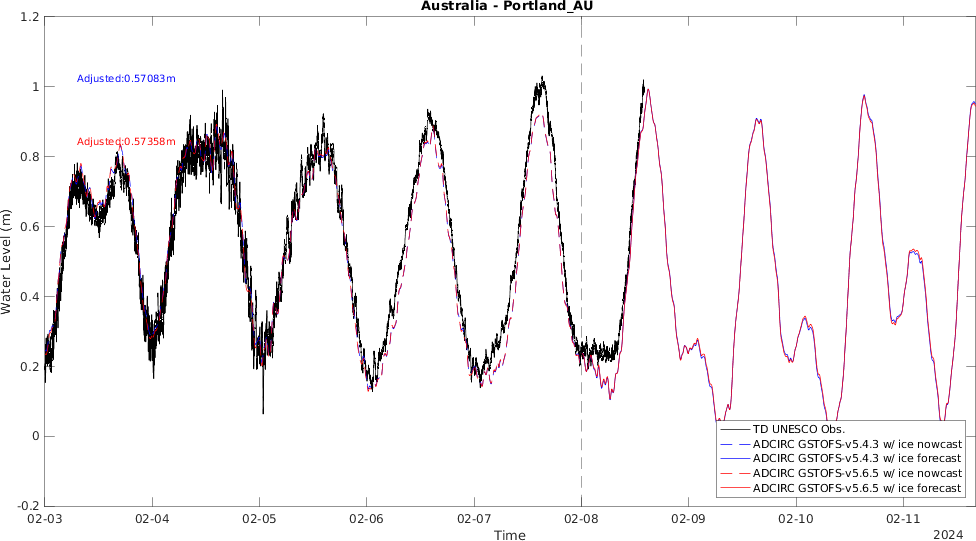 Australia - Portland_AU
1.2
1
0.8
0.6
0.4
0.2
0
-0.2
Water Level (m)
Adjusted:0.57083m
Adjusted:0.57358m
TD UNESCO Obs.
ADCIRC GSTOFS-v5.4.3 w/ ice nowcast
ADCIRC GSTOFS-v5.4.3 w/ ice forecast
ADCIRC GSTOFS-v5.6.5 w/ ice nowcast
ADCIRC GSTOFS-v5.6.5 w/ ice forecast
02-03 02-04 02-05 02-06 02-07 02-08 02-09 02-10 02-11
Time
2024